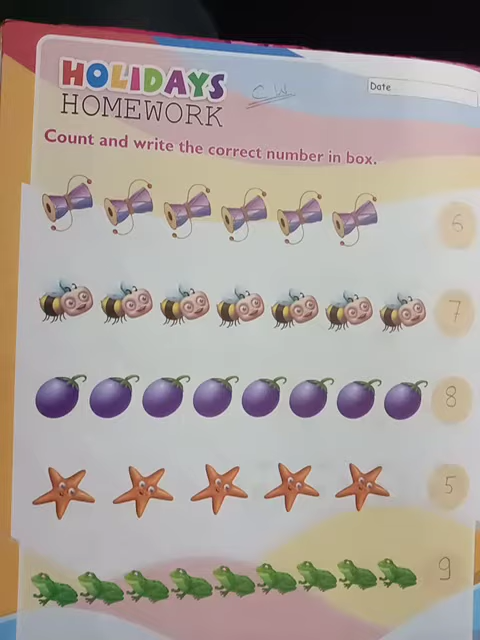 HOLIDAYS
HOMEWORK
C.W.
Date
Count and write the correct number in box.
6
7
8
5
9